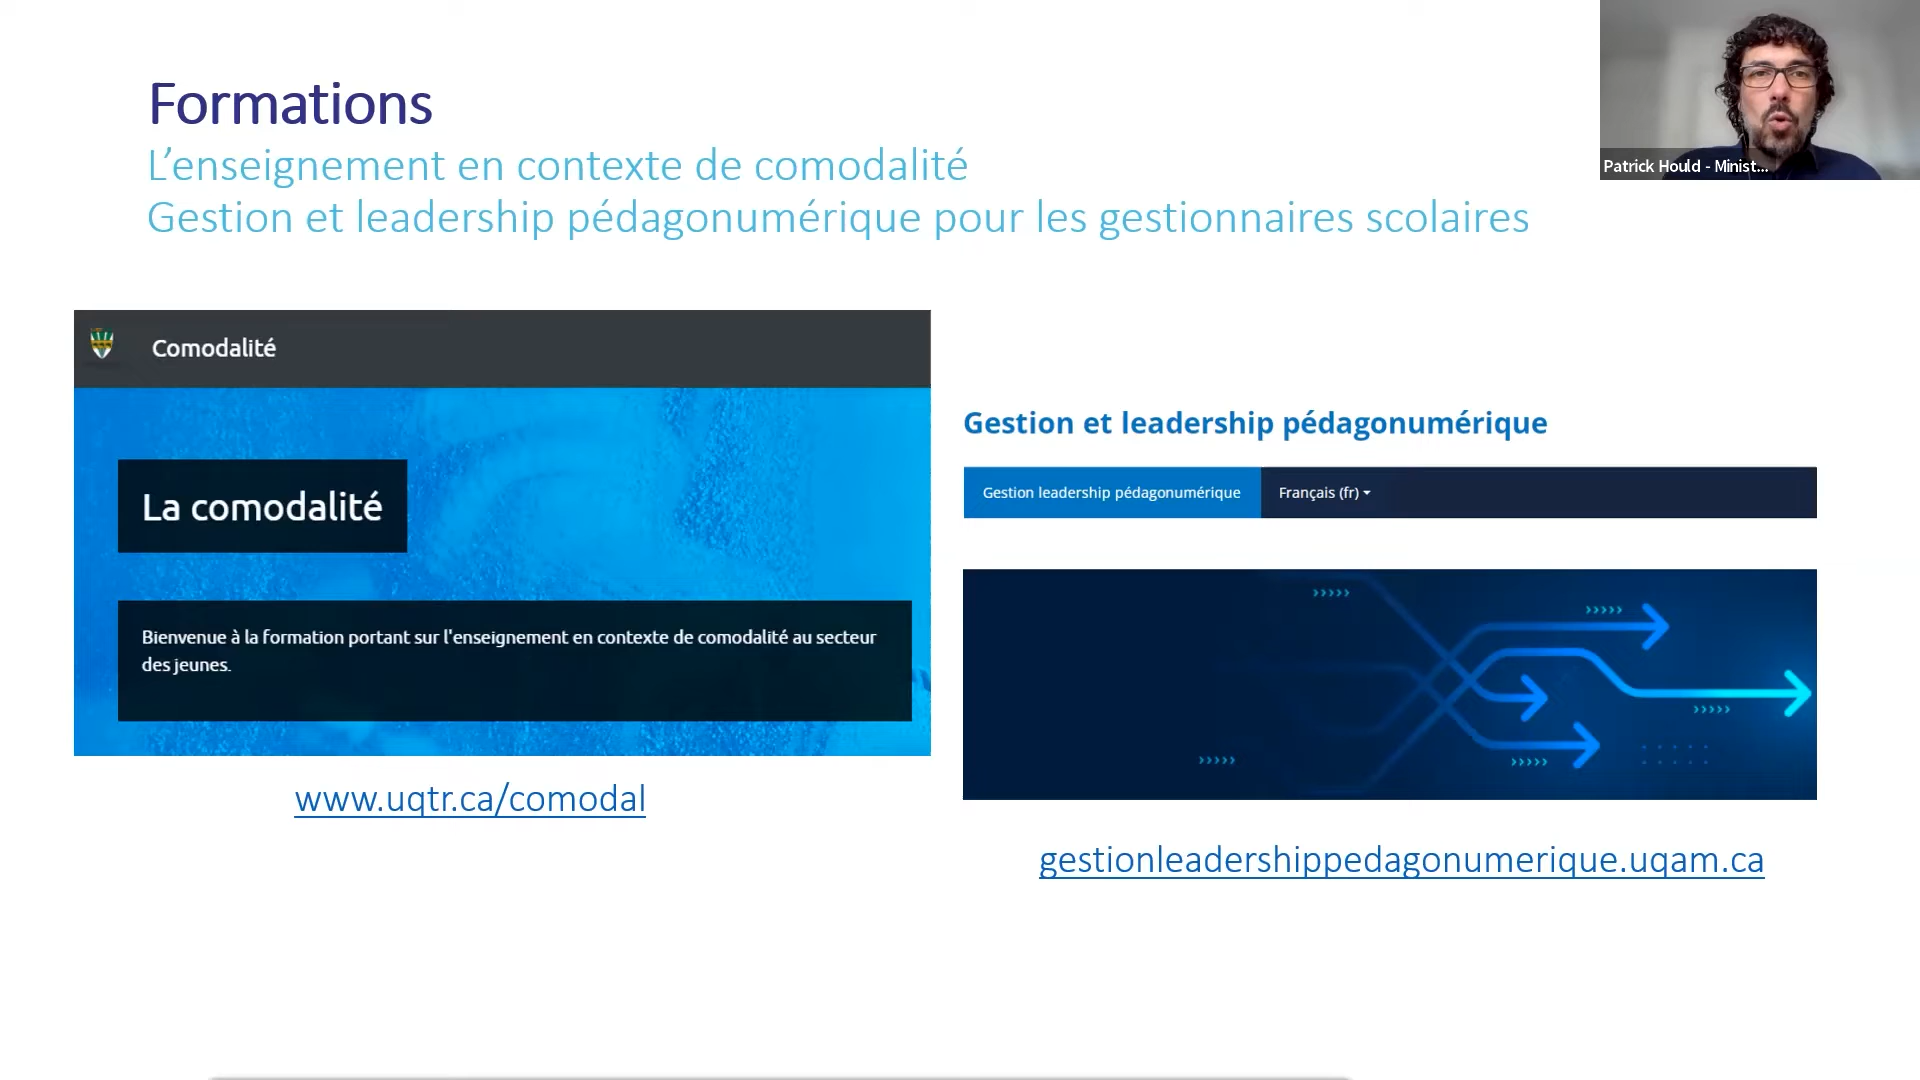 Formations
L’enseignement en contexte de comodalité
Gestion et leadership pédagonumérique pour les gestionnaires scolaires
Patrick Hould - Minist...
Comodalité
La comodalité
Bienvenue à la formation portant sur l'enseignement en contexte de comodalité au secteur
des jeunes.
www.uqtr.ca/comodal
Gestion et leadership pédagonumérique
Gestion leadership pédagonumérique Français (fr)
gestionleadershippedagonumerique.uqam.ca